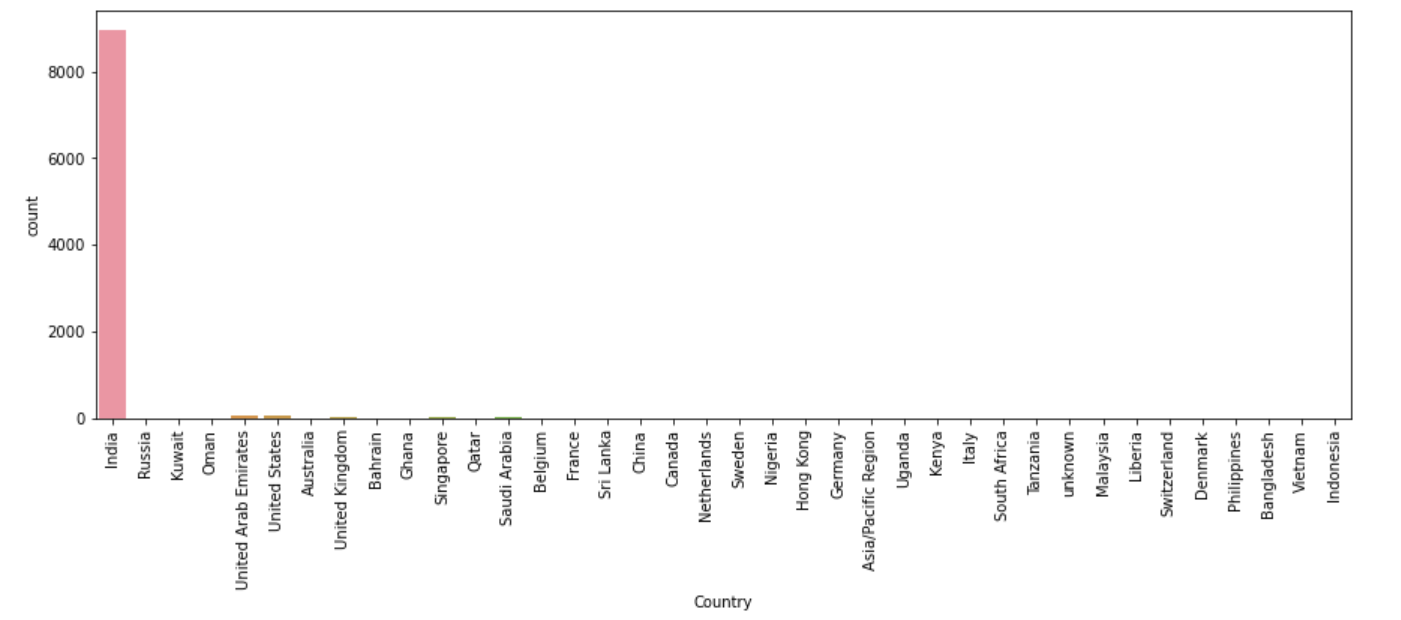 8000
6000
4000
2000
0
count
India
Russia
Kuwait
Oman
United Arab Emirates
United States
Australia
United Kingdom
Bahrain
Ghana
Singapore
Qatar
Saudi Arabia
Belgium
France
Sri Lanka
China
Canada
Netherlands
Sweden
Nigeria
Hong Kong
Germany
Asia/Pacific Region
Uganda
Kenya
Italy
South Africa
Tanzania
unknown
Malaysia
Liberia
Switzerland
Denmark
Philippines
Bangladesh
Vietnam
Indonesia
Country